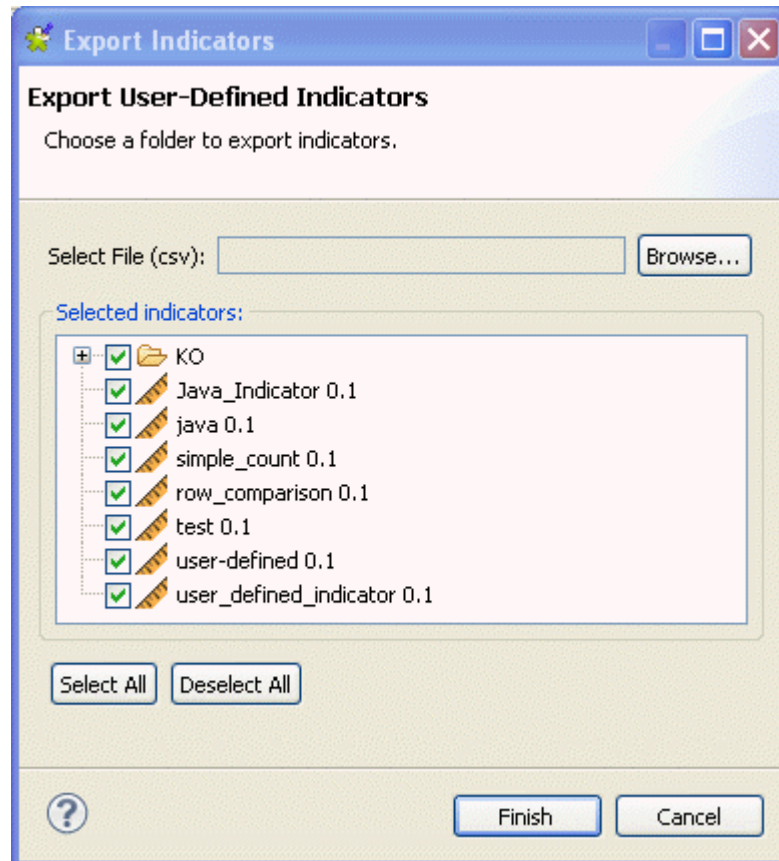 Export Indicators
Export User-Defined Indicators
Choose a folder to export indicators.
Select File (csv): Browse...
Selected indicators:
KO
Java_Indicator 0.1
java 0.1
simple_count 0.1
row_comparison 0.1
test 0.1
user-defined 0.1
user_defined_indicator 0.1
Select All Deselect All
? Finish Cancel